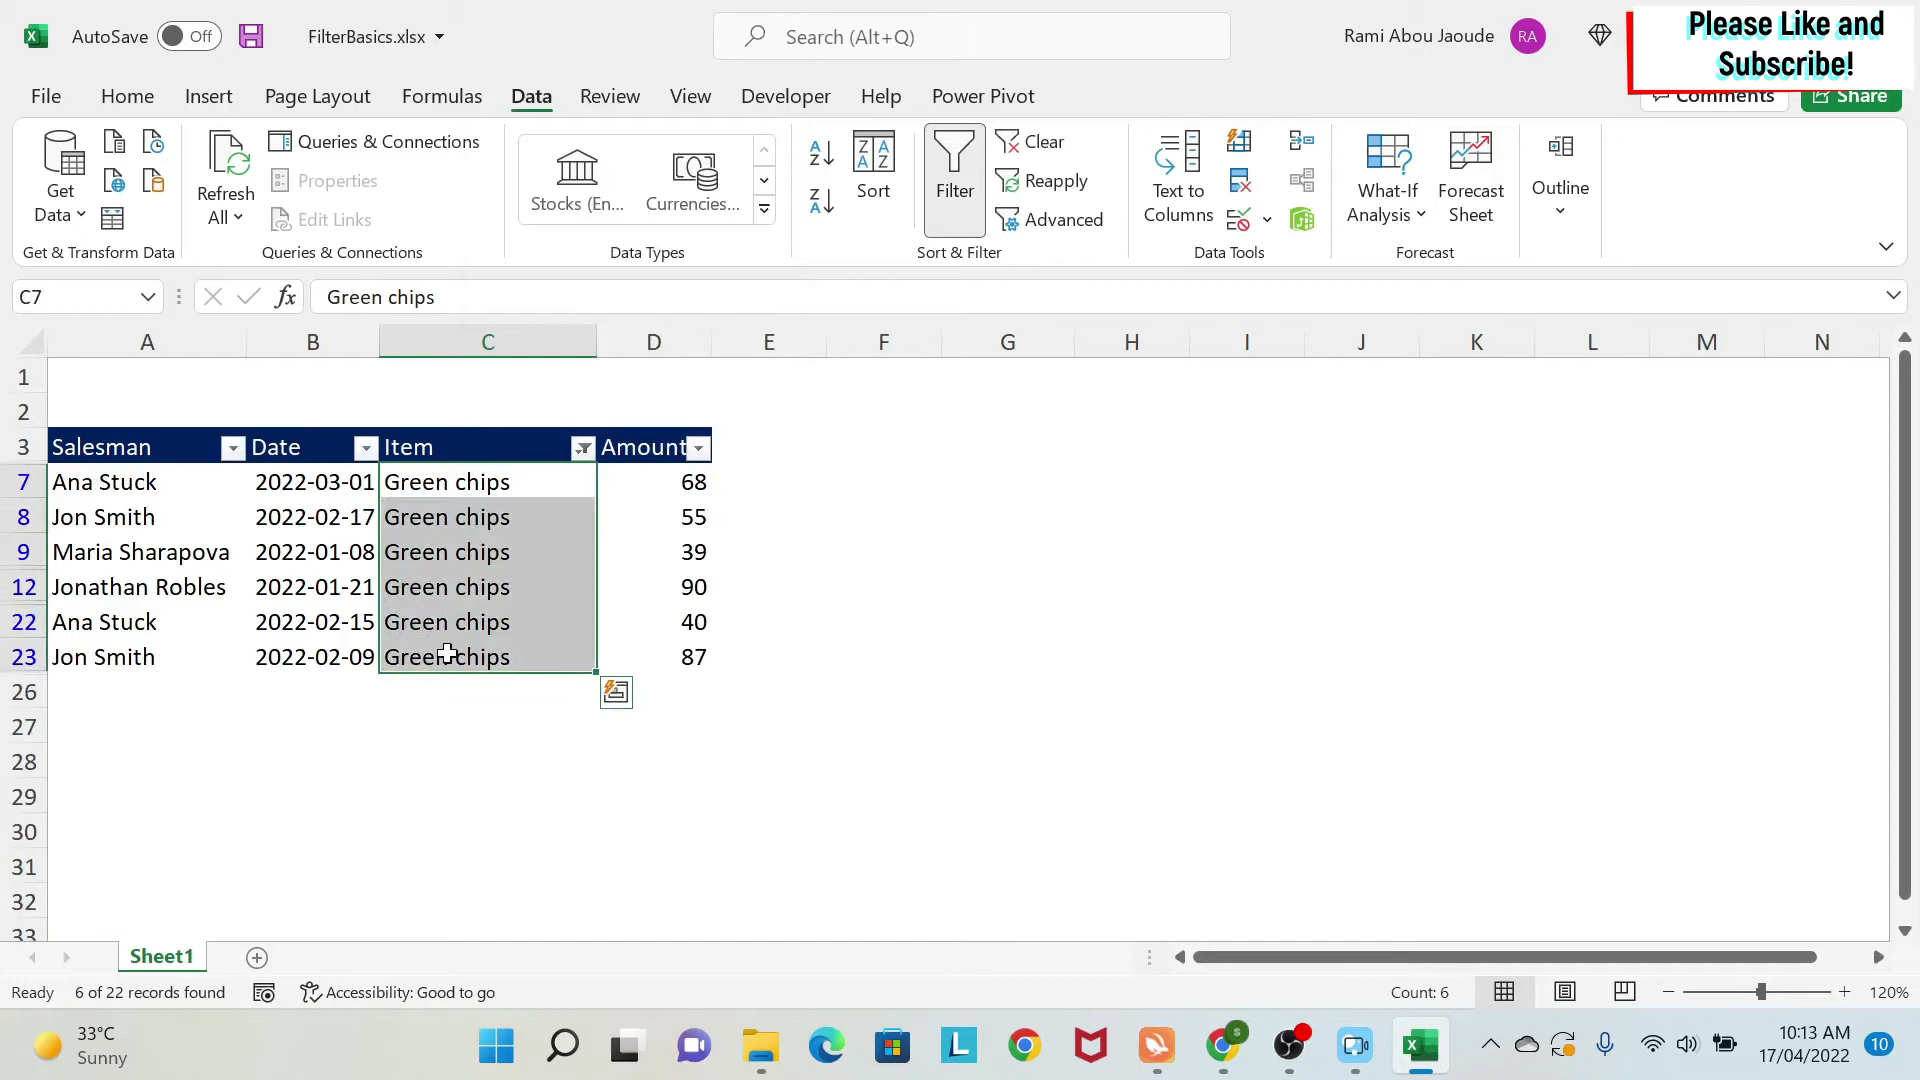 AutoSave Off FilterBasics.xlsx Search (Alt+Q) Rami Abou Jaoude RA
Please Like and
Subscribe!
File Home Insert Page Layout Formulas Data Review View Developer Help Power Pivot Comments Share
Get
Data
Refresh
All
Queries & Connections
Properties
Edit Links
Stocks (En... Currencies...
Sort
Filter
Clear
Reapply
Advanced
Text to
Columns
What-If
Analysis
Forecast
Sheet
Outline
Get & Transform Data Queries & Connections Data Types Sort & Filter Data Tools Forecast
C7 fx Green chips
A B C D E F G H I J K L M N
1
2
3 Salesman Date Item Amount
7 Ana Stuck 2022-03-01 Green chips 68
8 Jon Smith 2022-02-17 Green chips 55
9 Maria Sharapova 2022-01-08 Green chips 39
12 Jonathan Robles 2022-01-21 Green chips 90
22 Ana Stuck 2022-02-15 Green chips 40
23 Jon Smith 2022-02-09 Green chips 87
26
27
28
29
30
31
32
33
Sheet1
Ready 6 of 22 records found Accessibility: Good to go Count: 6 120%
33°C
Sunny
10:13 AM
17/04/2022
10